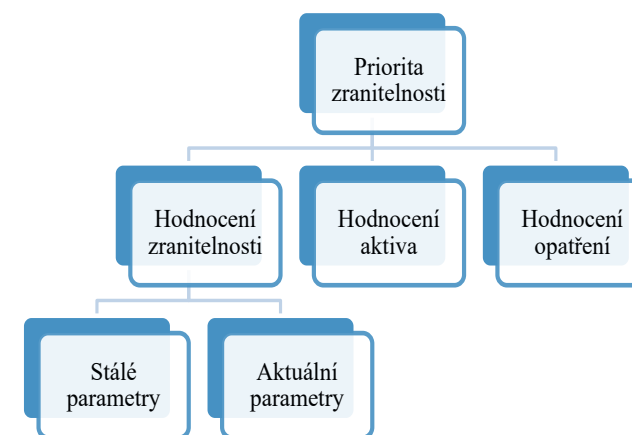 Priorita
zranitelnosti
Hodnocení
zranitelnosti
Hodnocení
aktiva
Hodnocení
opatření
Stálé
parametry
Aktuální
parametry